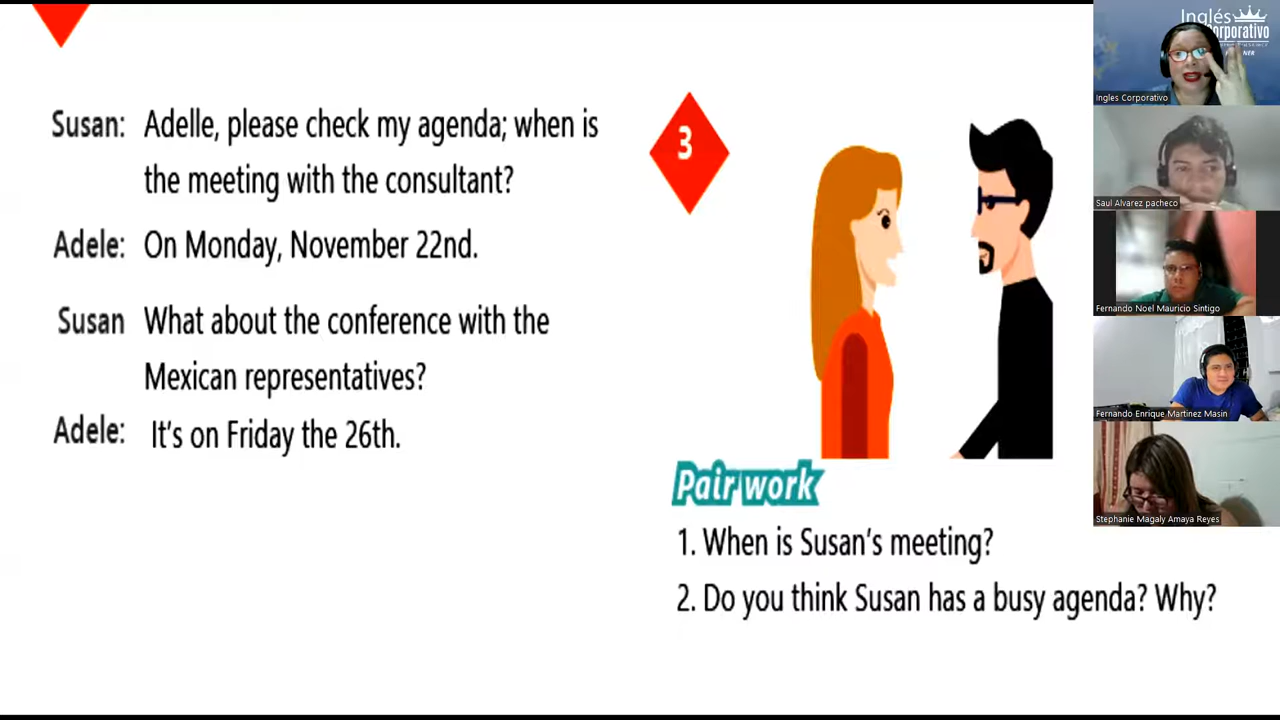 Susan: Adelle, please check my agenda; when is
the meeting with the consultant?
Adele: On Monday, November 22nd.
Susan What about the conference with the
Mexican representatives?
Adele: It's on Friday the 26th.
3
Pair work
1. When is Susan's meeting?
2. Do you think Susan has a busy agenda? Why?
Inglés
Corporativo
Ingles Corporativo
Saul Alvarez pacheco
Fernando Noel Mauricio Sintigo
Fernando Enrique Martinez Masin
Stephanie Magaly Amaya Reyes